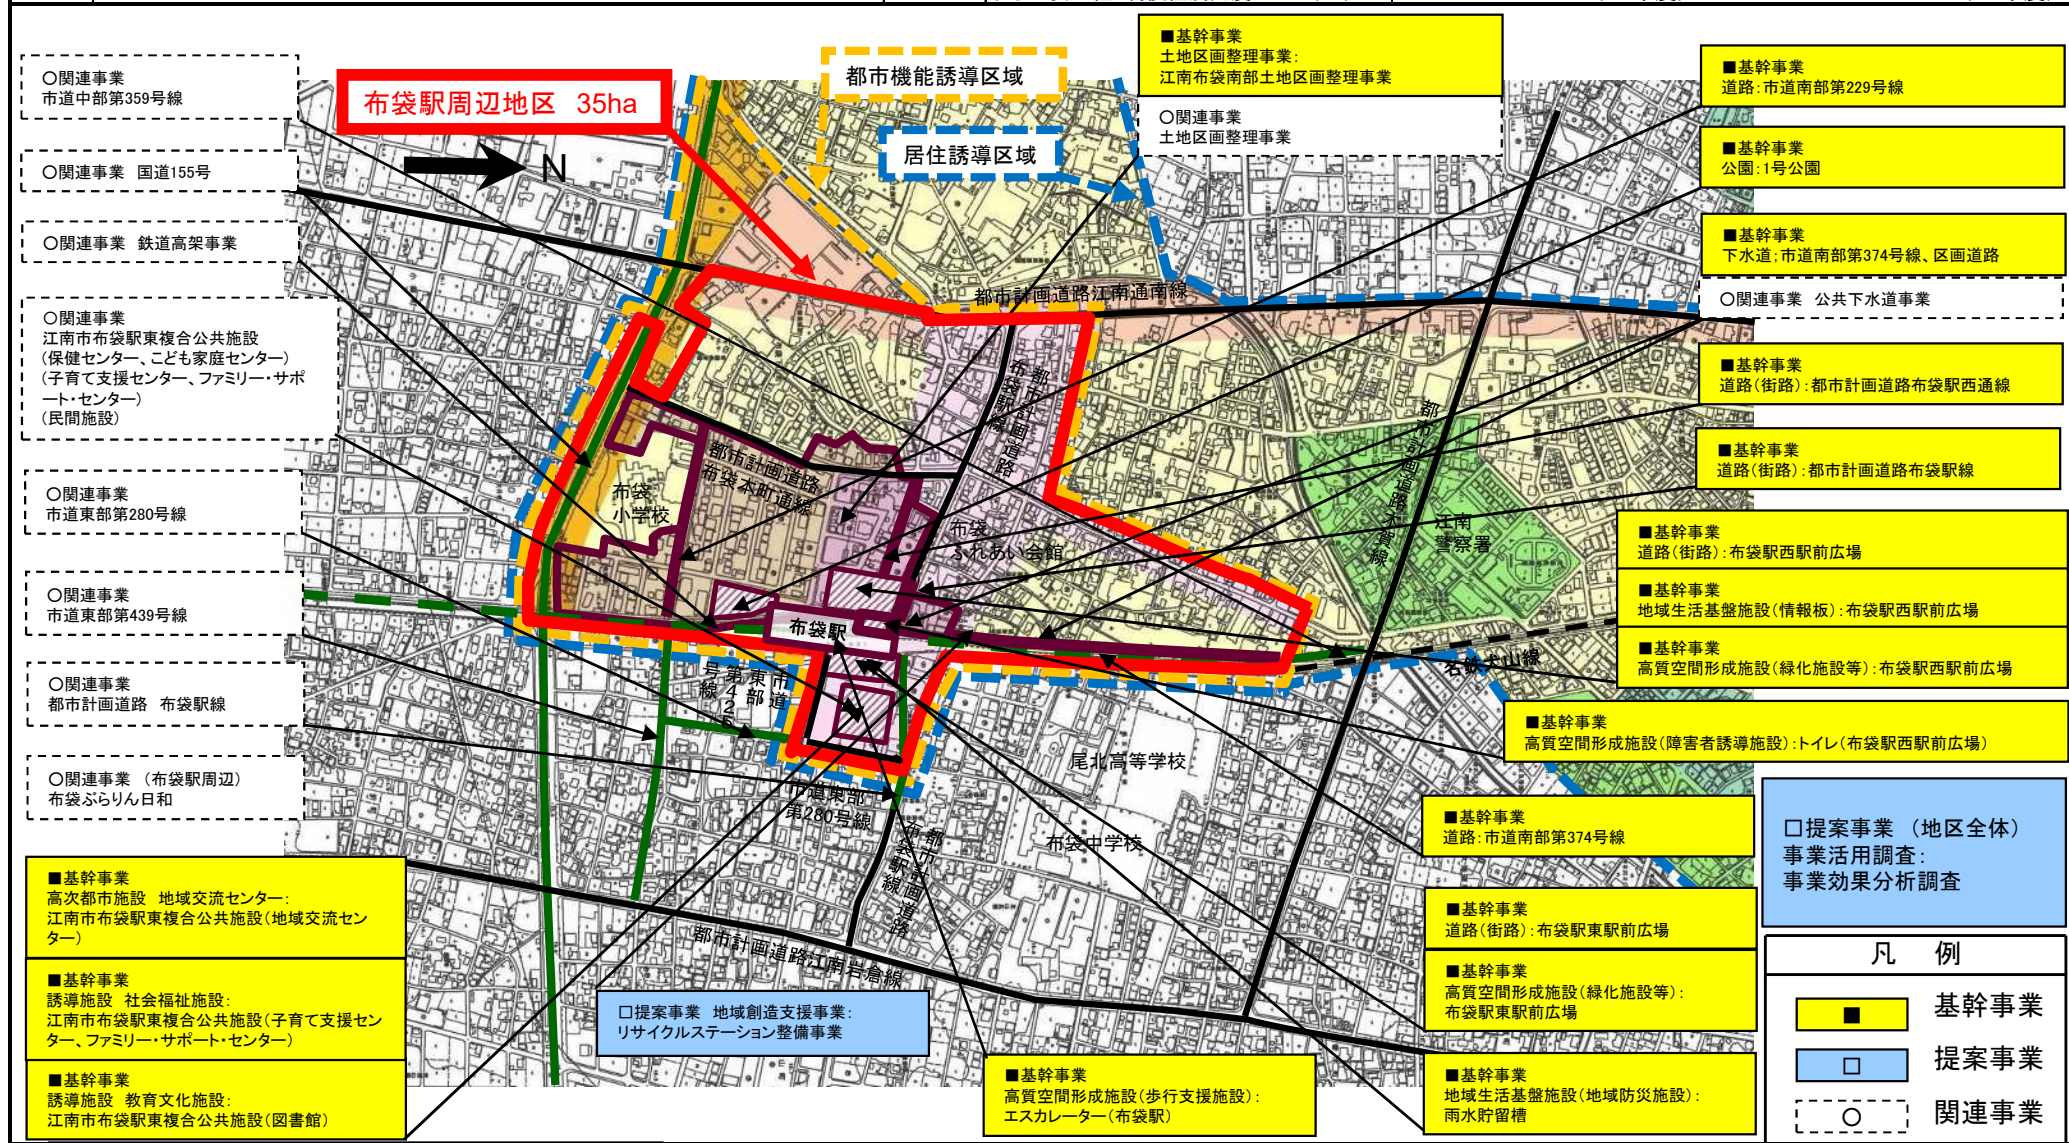 ○関連事業
市道中部第359号線
○関連事業　国道155号
○関連事業　鉄道高架事業
○関連事業
江南市布袋駅東複合公共施設
(保健センター、こども家庭センター)
(子育て支援センター、ファミリー・サポ
ート・センター)
(民間施設)
○関連事業
市道東部第280号線
○関連事業
市道東部第439号線
○関連事業
都市計画道路　布袋駅線
○関連事業　(布袋駅周辺)
布袋ぶらりん日和
■基幹事業
高次都市施設　地域交流センター:
江南市布袋駅東複合公共施設(地域交流セン
ター)
■基幹事業
誘導施設　社会福祉施設:
江南市布袋駅東複合公共施設(子育て支援セン
ター、ファミリー・サポート・センター)
■基幹事業
誘導施設　教育文化施設:
江南市布袋駅東複合公共施設(図書館)
布袋駅周辺地区　35ha
N
都市機能誘導区域
居住誘導区域
■基幹事業
土地区画整理事業:
江南布袋南部土地区画整理事業
○関連事業
土地区画整理事業
都市計画道路江南通南線
都市計画道路
布袋駅線
都市計画道路
布袋本町通線
布袋
小学校
布袋
ふれあい会館
都市計画道路木賀線
江南
警察署
布袋駅
名鉄犬山線
市道
東部
第425
号線
尾北高等学校
市道東部
第280号線
布袋中学校
都市計画道路
布袋駅線
都市計画道路江南岩倉線
□提案事業　地域創造支援事業:
リサイクルステーション整備事業
■基幹事業
高質空間形成施設(歩行支援施設):
エスカレーター(布袋駅)
■基幹事業
道路:市道南部第229号線
■基幹事業
公園:1号公園
■基幹事業
下水道;市道南部第374号線、区画道路
○関連事業　公共下水道事業
■基幹事業
道路(街路):都市計画道路布袋駅西通線
■基幹事業
道路(街路):都市計画道路布袋駅線
■基幹事業
道路(街路):布袋駅西駅前広場
■基幹事業
地域生活基盤施設(情報板):布袋駅西駅前広場
■基幹事業
高質空間形成施設(緑化施設等):布袋駅西駅前広場
■基幹事業
高質空間形成施設(障害者誘導施設):トイレ(布袋駅西駅前広場)
■基幹事業
道路:市道南部第374号線
■基幹事業
道路(街路):布袋駅東駅前広場
■基幹事業
高質空間形成施設(緑化施設等):
布袋駅東駅前広場
■基幹事業
地域生活基盤施設(地域防災施設):
雨水貯留槽
□提案事業　(地区全体)
事業活用調査:
事業効果分析調査
凡　例
■　基幹事業
□　提案事業
○　関連事業